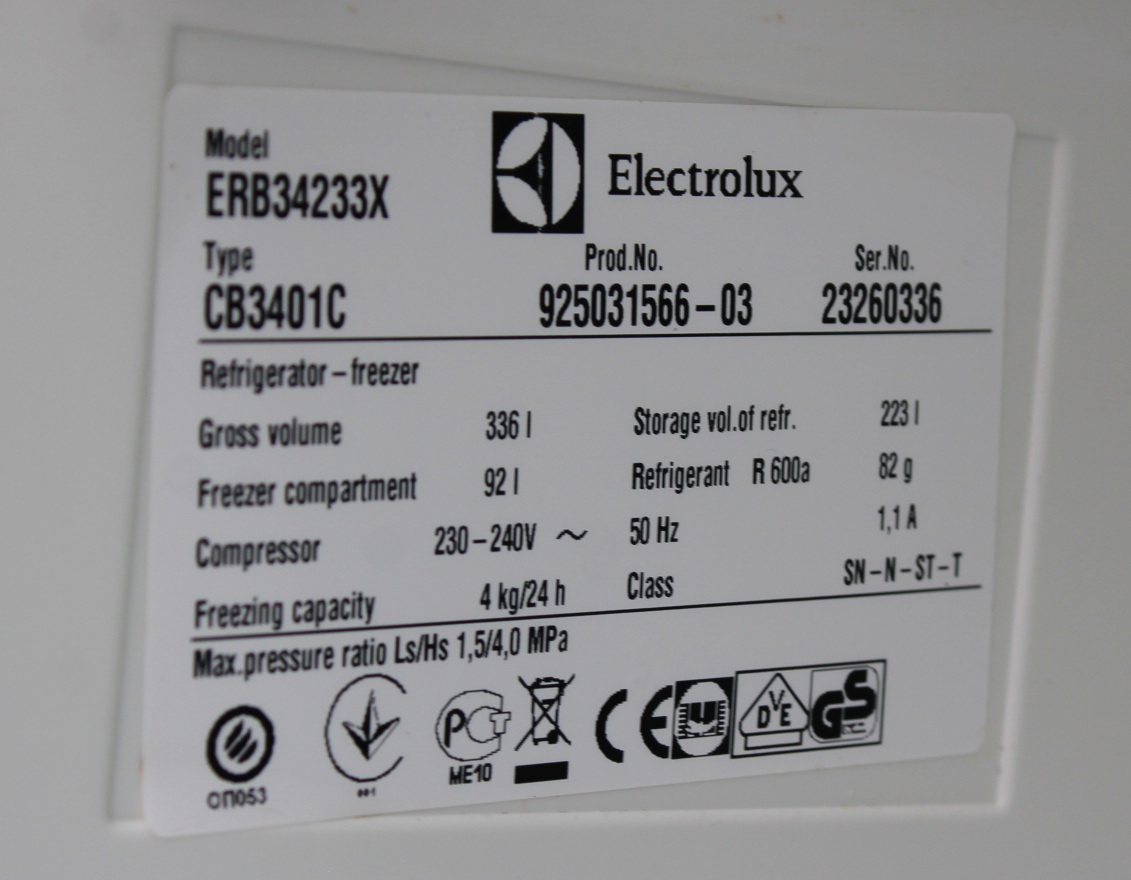 Model
ERB34233X
Electrolux
Type Prod.No. Ser.No.
CB3401C 925031566-03 23260336
Refrigerator-freezer
Gross volume 336 l Storage vol.of refr. 223 l
Freezer compartment 92 l Refrigerant R 600a 82 g
Compressor 230-240V ~ 50 Hz 1,1 A
Freezing capacity 4 kg/24 h Class SN-N-ST-T
Max.pressure ratio Ls/Hs 1,5/4,0 MPa
РСТ CE DVE GS
ОП053 001 ME10